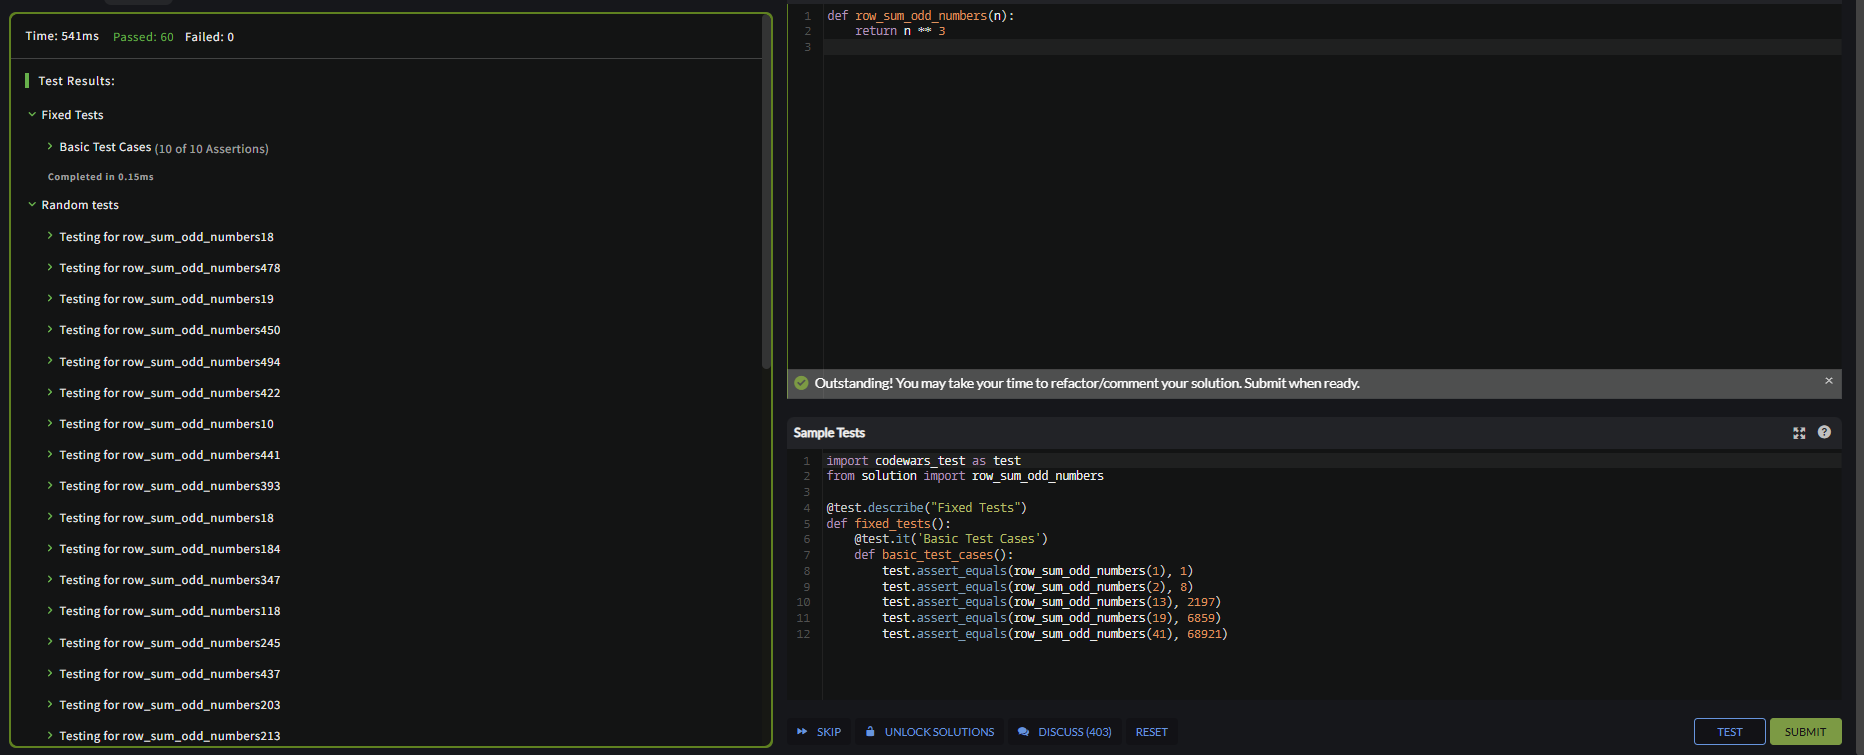 Time: 541ms Passed: 60 Failed: 0
Test Results:
Fixed Tests
Basic Test Cases (10 of 10 Assertions)
Completed in 0.15ms
Random tests
Testing for row_sum_odd_numbers18
Testing for row_sum_odd_numbers478
Testing for row_sum_odd_numbers19
Testing for row_sum_odd_numbers450
Testing for row_sum_odd_numbers494
Testing for row_sum_odd_numbers422
Testing for row_sum_odd_numbers10
Testing for row_sum_odd_numbers441
Testing for row_sum_odd_numbers393
Testing for row_sum_odd_numbers18
Testing for row_sum_odd_numbers184
Testing for row_sum_odd_numbers347
Testing for row_sum_odd_numbers118
Testing for row_sum_odd_numbers245
Testing for row_sum_odd_numbers437
Testing for row_sum_odd_numbers203
Testing for row_sum_odd_numbers213
1 def row_sum_odd_numbers(n):
2     return n ** 3
3
Outstanding! You may take your time to refactor/comment your solution. Submit when ready.
Sample Tests
1 import codewars_test as test
2 from solution import row_sum_odd_numbers
3
4 @test.describe("Fixed Tests")
5 def fixed_tests():
6     @test.it('Basic Test Cases')
7     def basic_test_cases():
8         test.assert_equals(row_sum_odd_numbers(1), 1)
9         test.assert_equals(row_sum_odd_numbers(2), 8)
10         test.assert_equals(row_sum_odd_numbers(13), 2197)
11         test.assert_equals(row_sum_odd_numbers(19), 6859)
12         test.assert_equals(row_sum_odd_numbers(41), 68921)
SKIP UNLOCK SOLUTIONS DISCUSS (403) RESET TEST SUBMIT